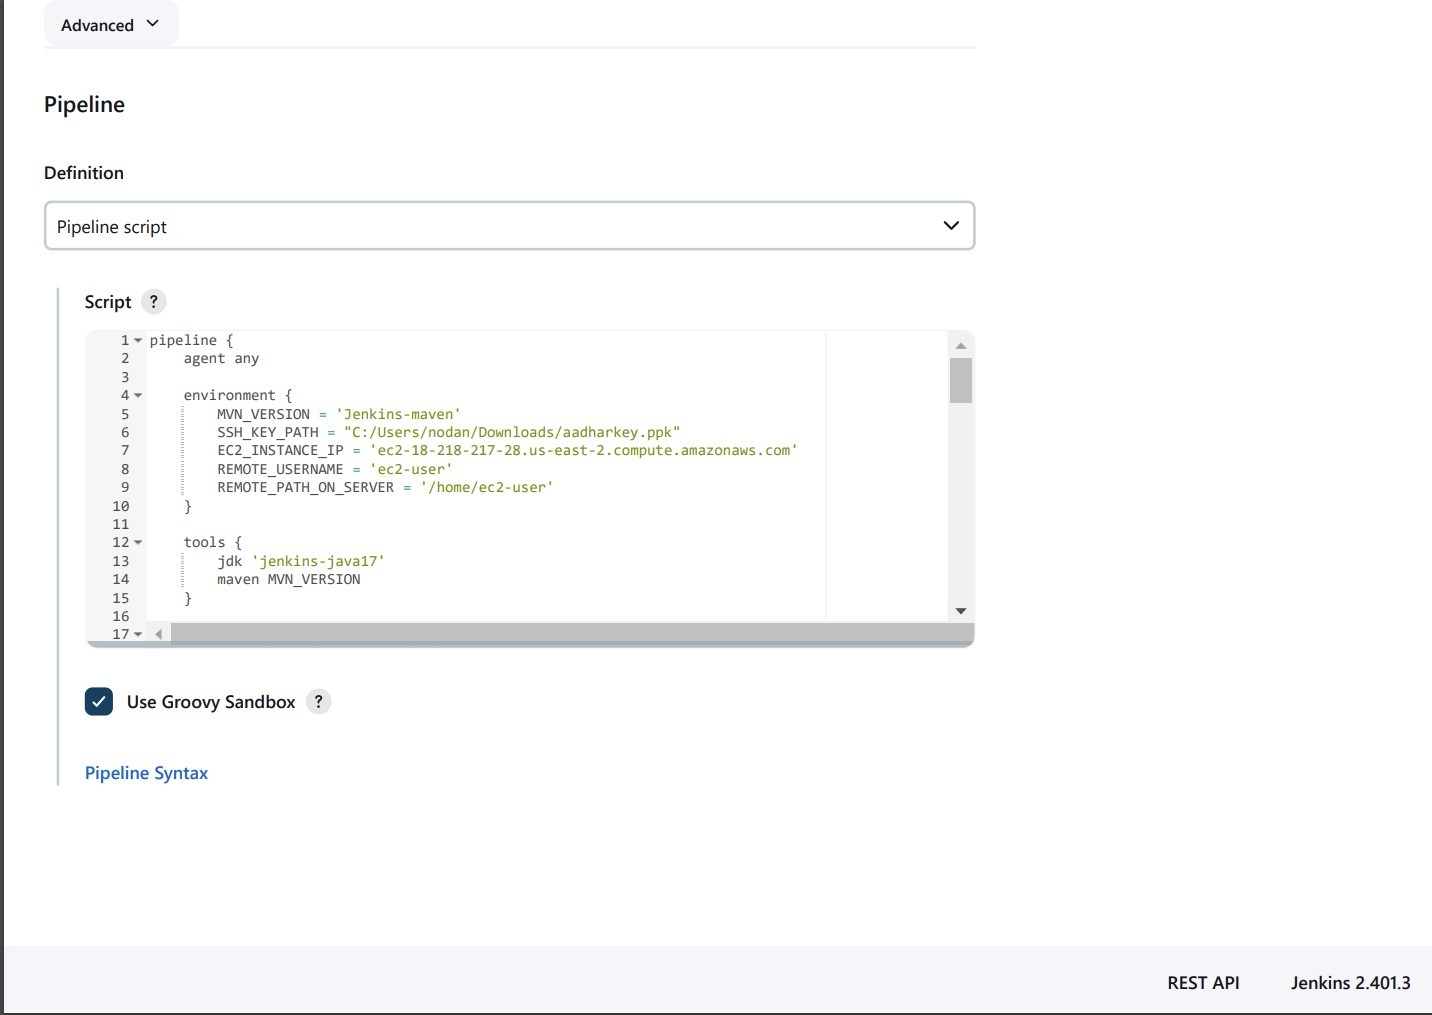 Advanced
Pipeline
Definition
Pipeline script
Script ?
1 pipeline {
2     agent any
3
4     environment {
5         MVN_VERSION = 'Jenkins-maven'
6         SSH_KEY_PATH = "C:/Users/nodan/Downloads/aadharkey.ppk"
7         EC2_INSTANCE_IP = 'ec2-18-218-217-28.us-east-2.compute.amazonaws.com'
8         REMOTE_USERNAME = 'ec2-user'
9         REMOTE_PATH_ON_SERVER = '/home/ec2-user'
10     }
11
12     tools {
13         jdk 'jenkins-java17'
14         maven MVN_VERSION
15     }
16
17
Use Groovy Sandbox ?
Pipeline Syntax
REST API Jenkins 2.401.3